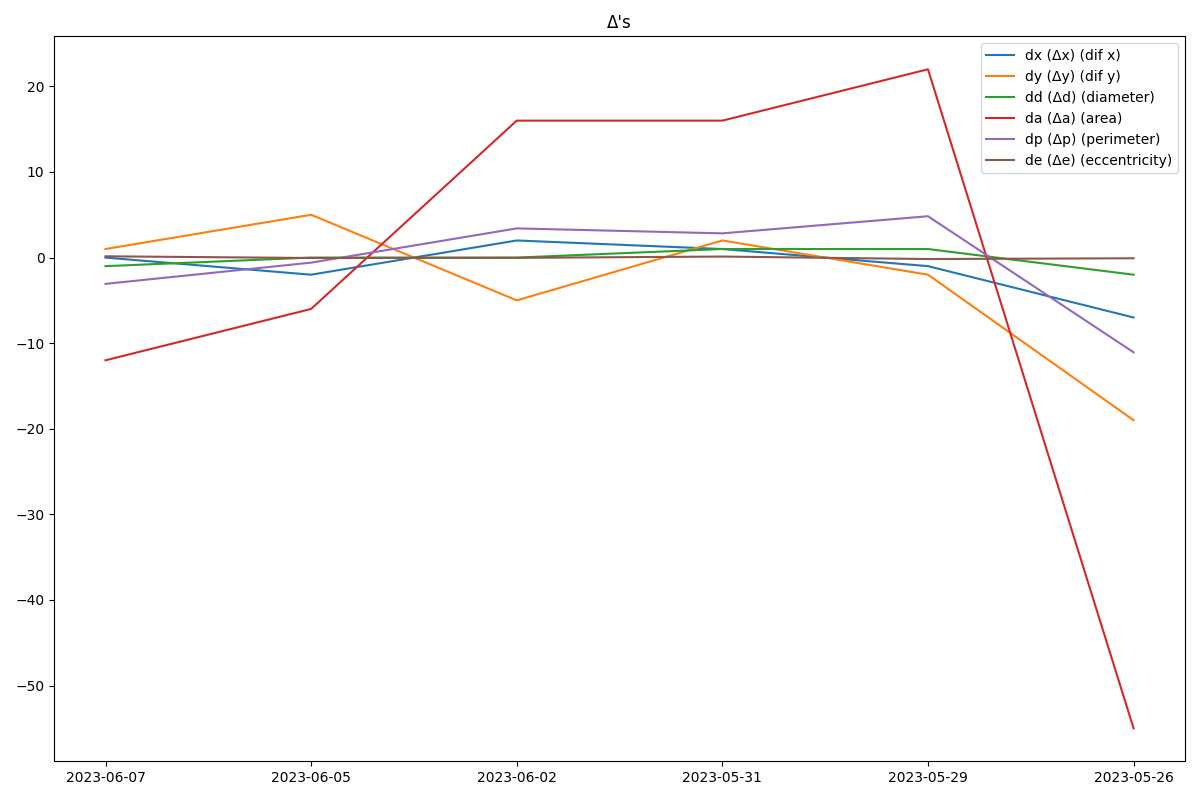 Δ's
dx (Δx) (dif x)
dy (Δy) (dif y)
dd (Δd) (diameter)
da (Δa) (area)
dp (Δp) (perimeter)
de (Δe) (eccentricity)
20
10
0
−10
−20
−30
−40
−50
2023-06-07 2023-06-05 2023-06-02 2023-05-31 2023-05-29 2023-05-26